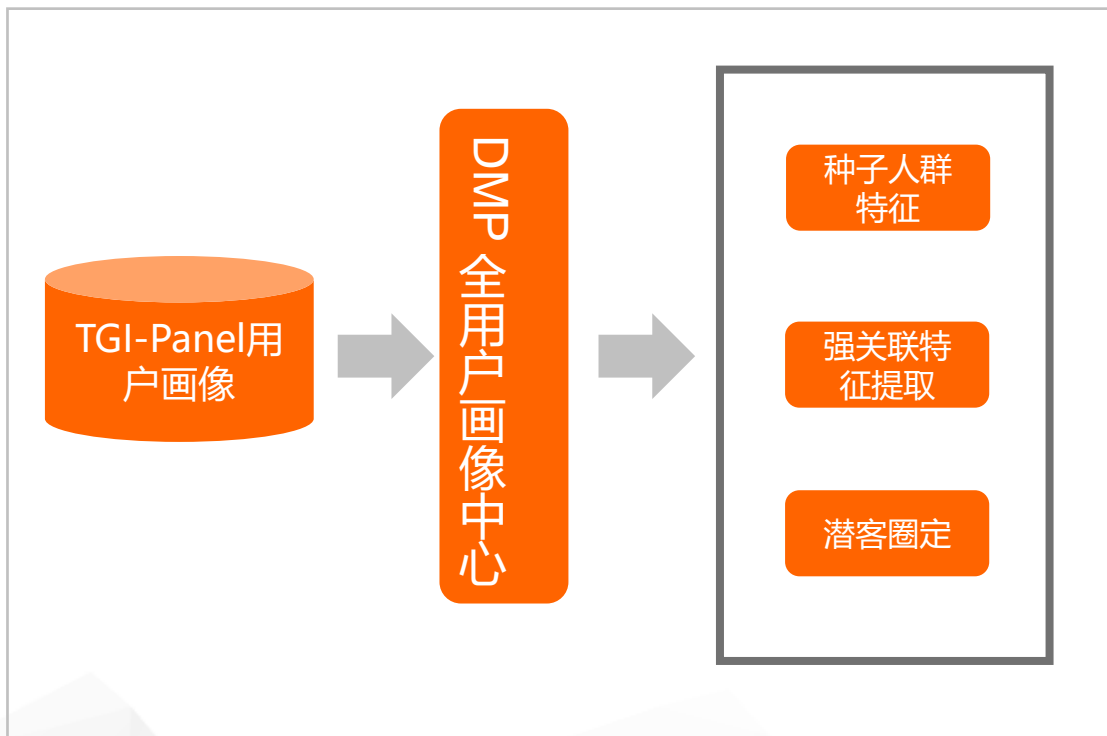 TGI-Panel用
户画像
DMP 全用户画像中心
种子人群
特征
强关联特
征提取
潜客圈定